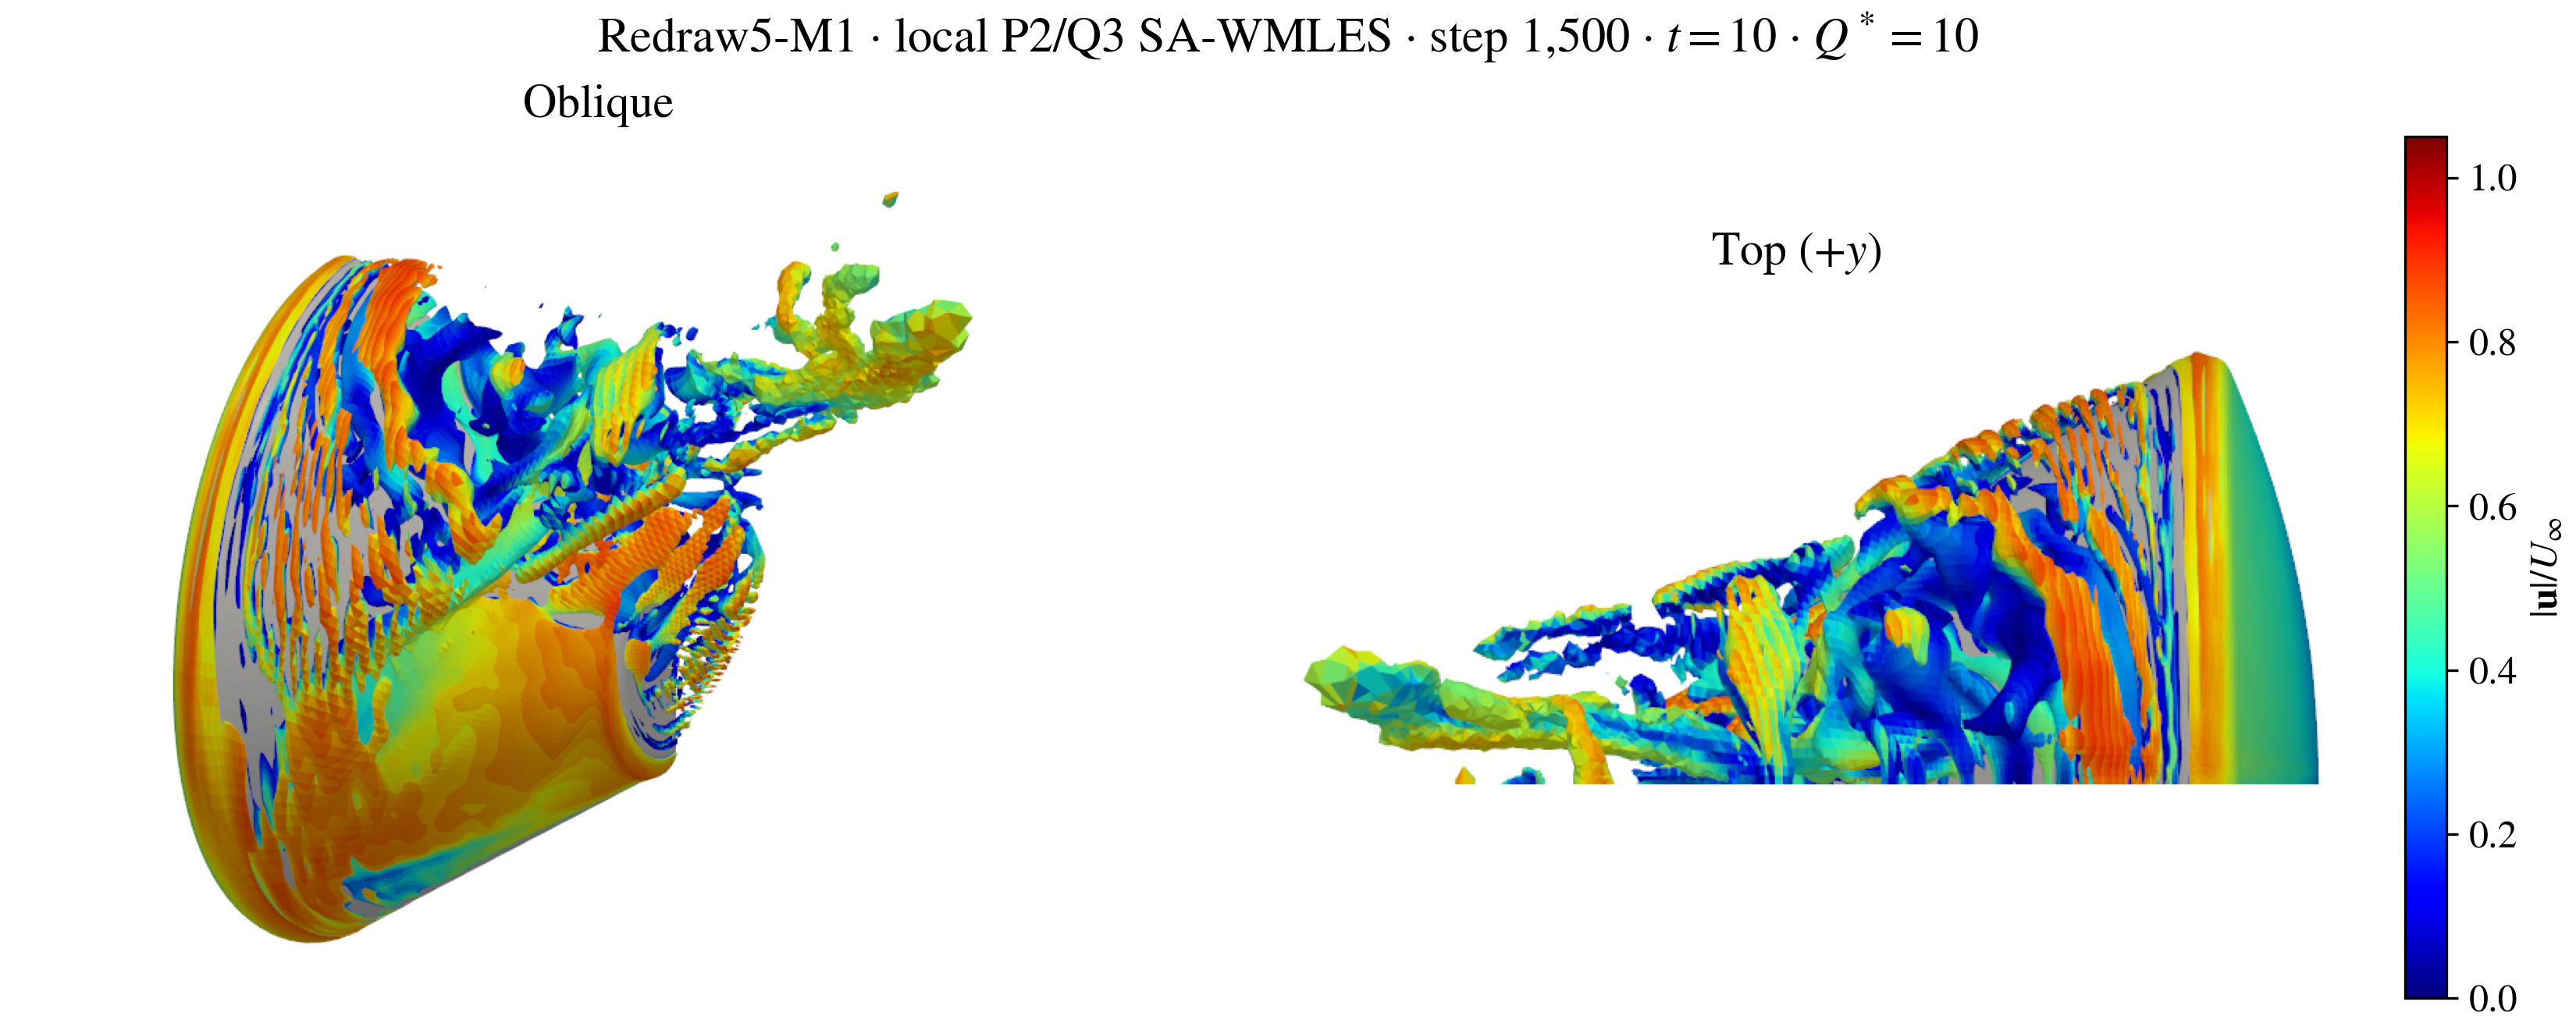 Redraw5-M1 · local P2/Q3 SA-WMLES · step 1,500 · t = 10 · Q* = 10
Oblique
Top (+y)
1.0
0.8
0.6
0.4
0.2
0.0
|u|/U∞